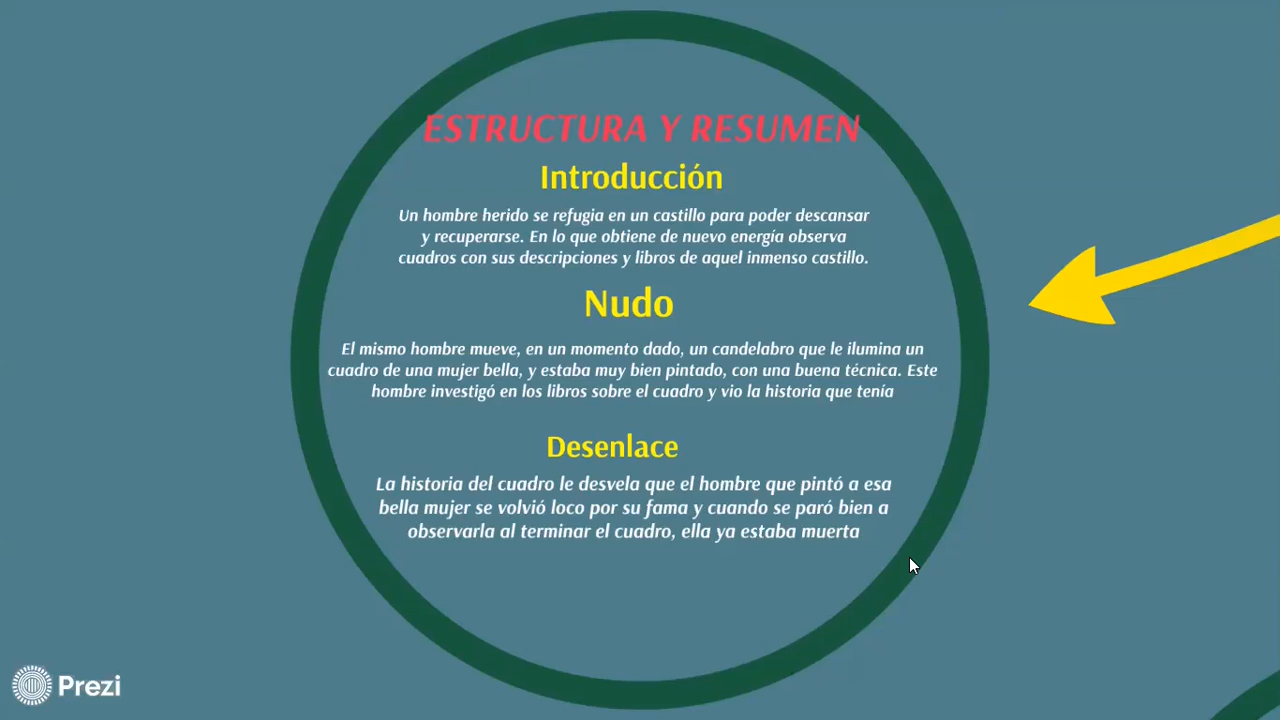 ESTRUCTURA Y RESUMEN
Introducción
Un hombre herido se refugia en un castillo para poder descansar
y recuperarse. En lo que obtiene de nuevo energía observa
cuadros con sus descripciones y libros de aquel inmenso castillo.
Nudo
El mismo hombre mueve, en un momento dado, un candelabro que le ilumina un
cuadro de una mujer bella, y estaba muy bien pintado, con una buena técnica. Este
hombre investigó en los libros sobre el cuadro y vio la historia que tenía
Desenlace
La historia del cuadro le desvela que el hombre que pintó a esa
bella mujer se volvió loco por su fama y cuando se paró bien a
observarla al terminar el cuadro, ella ya estaba muerta
Prezi